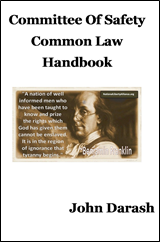 Committee Of Safety
Common Law
Handbook
"A nation of well
informed men who
have been taught to
know and prize
the rights which
God has given them
cannot be enslaved.
It is in the region
of ignorance that
tyranny begins."
Benjamin Franklin
John Darash